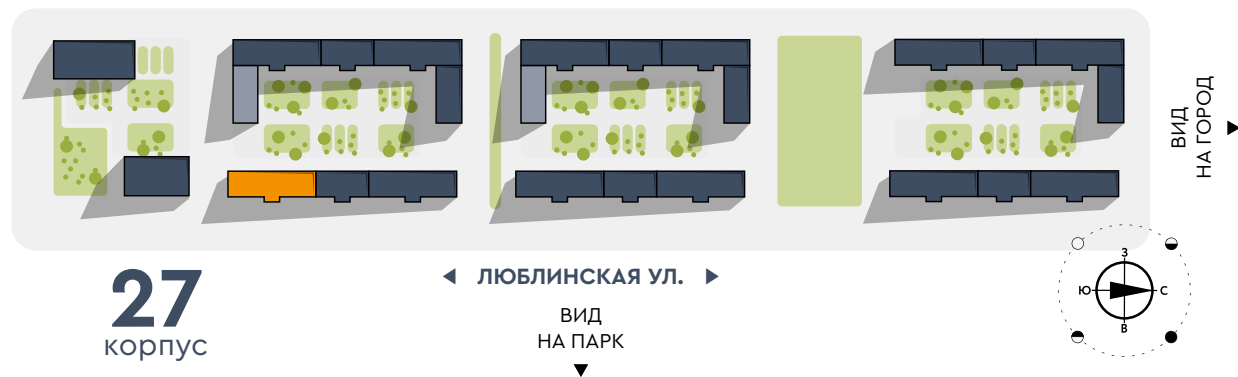 ВИД
НА ГОРОД
27
корпус
ЛЮБЛИНСКАЯ УЛ.
ВИД
НА ПАРК
З
Ю
С
В